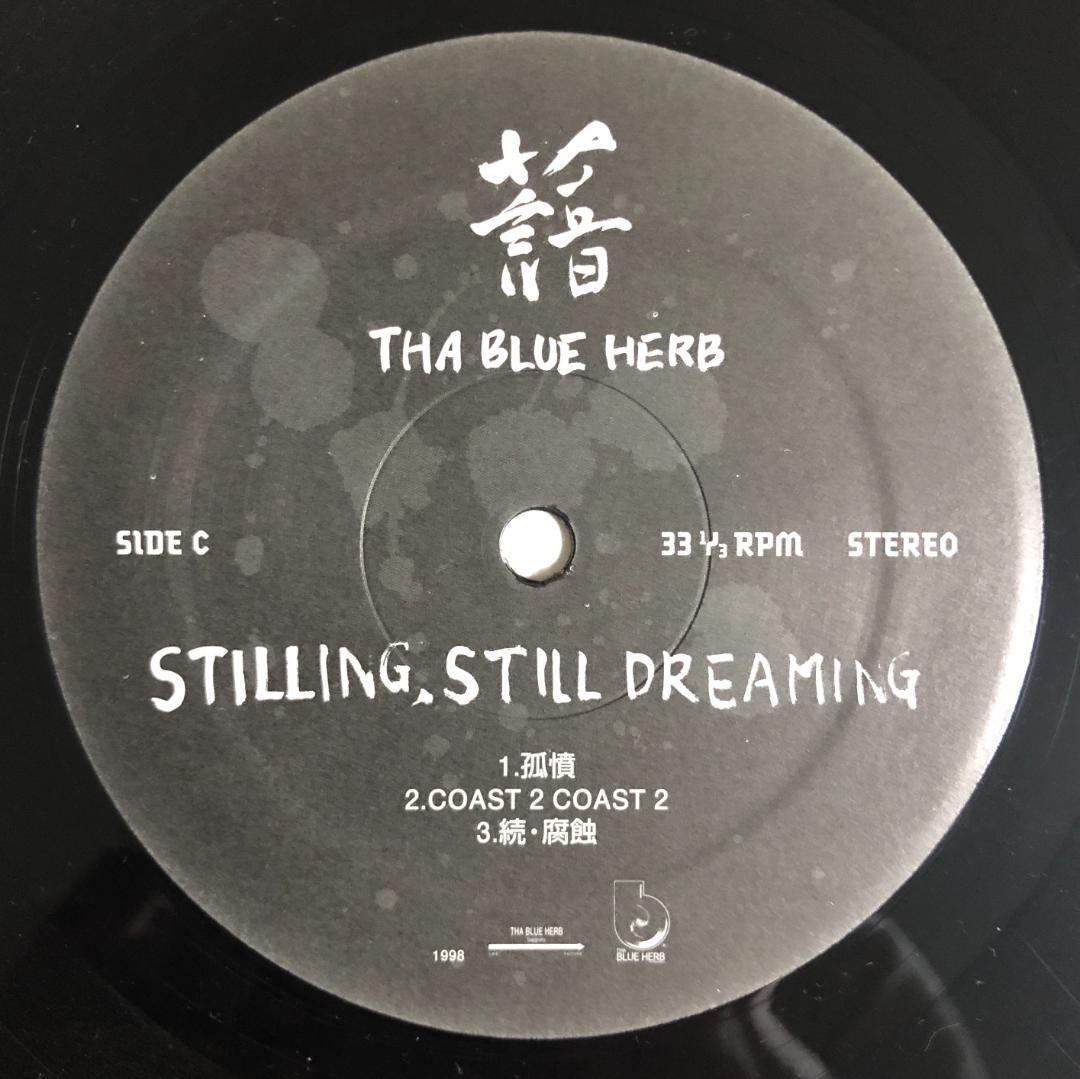 THA BLUE HERB
SIDE C
33 1/3 RPM
STEREO
STILLING, STILL DREAMING
1.孤憤
2.COAST 2 COAST 2
3.続・腐蝕
1998
THA BLUE HERB
THA
BLUE HERB